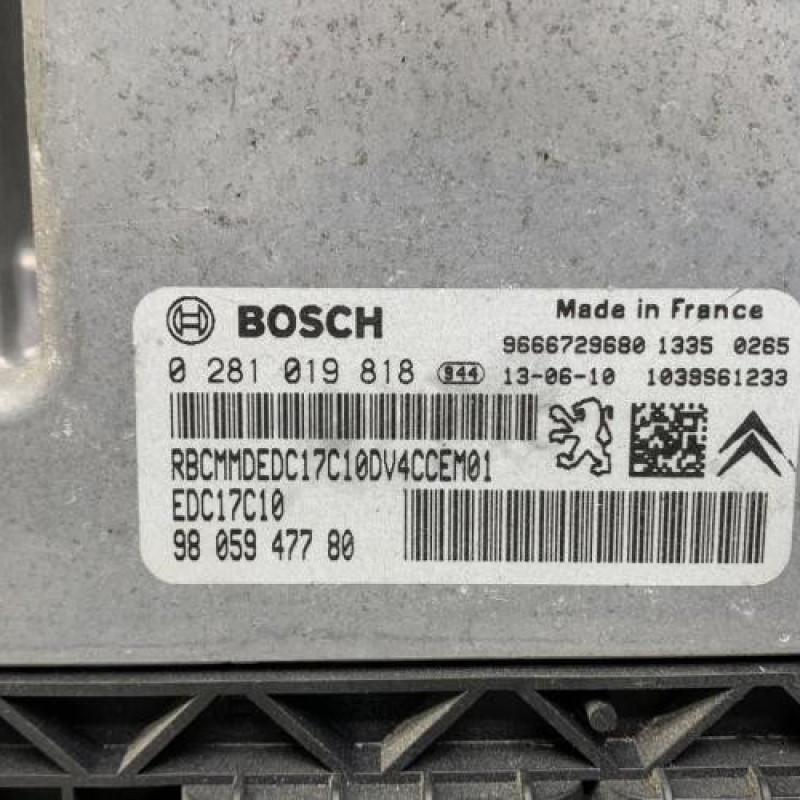 BOSCH
Made in France
9666729680 1335 0265
0 281 019 818 944 13-06-10 1039S61233
RBCMMDEDC17C10DV4CCEM01
EDC17C10
98 059 477 80